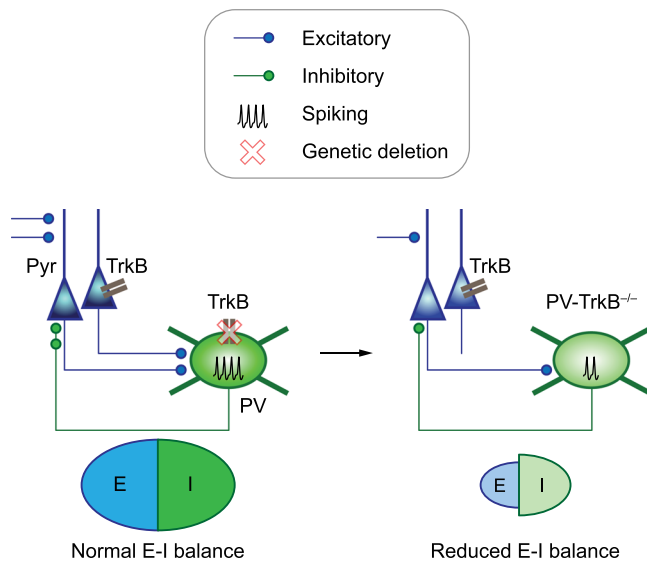 Excitatory
Inhibitory
Spiking
Genetic deletion
Pyr
TrkB
TrkB
PV
E
I
Normal E-I balance
TrkB
PV-TrkB⁻/⁻
E
I
Reduced E-I balance